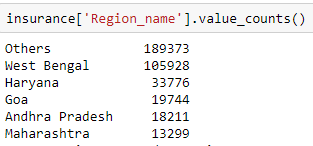 insurance['Region_name'].value_counts()
Others 189373
West Bengal 105928
Haryana 33776
Goa 19744
Andhra Pradesh 18211
Maharashtra 13299